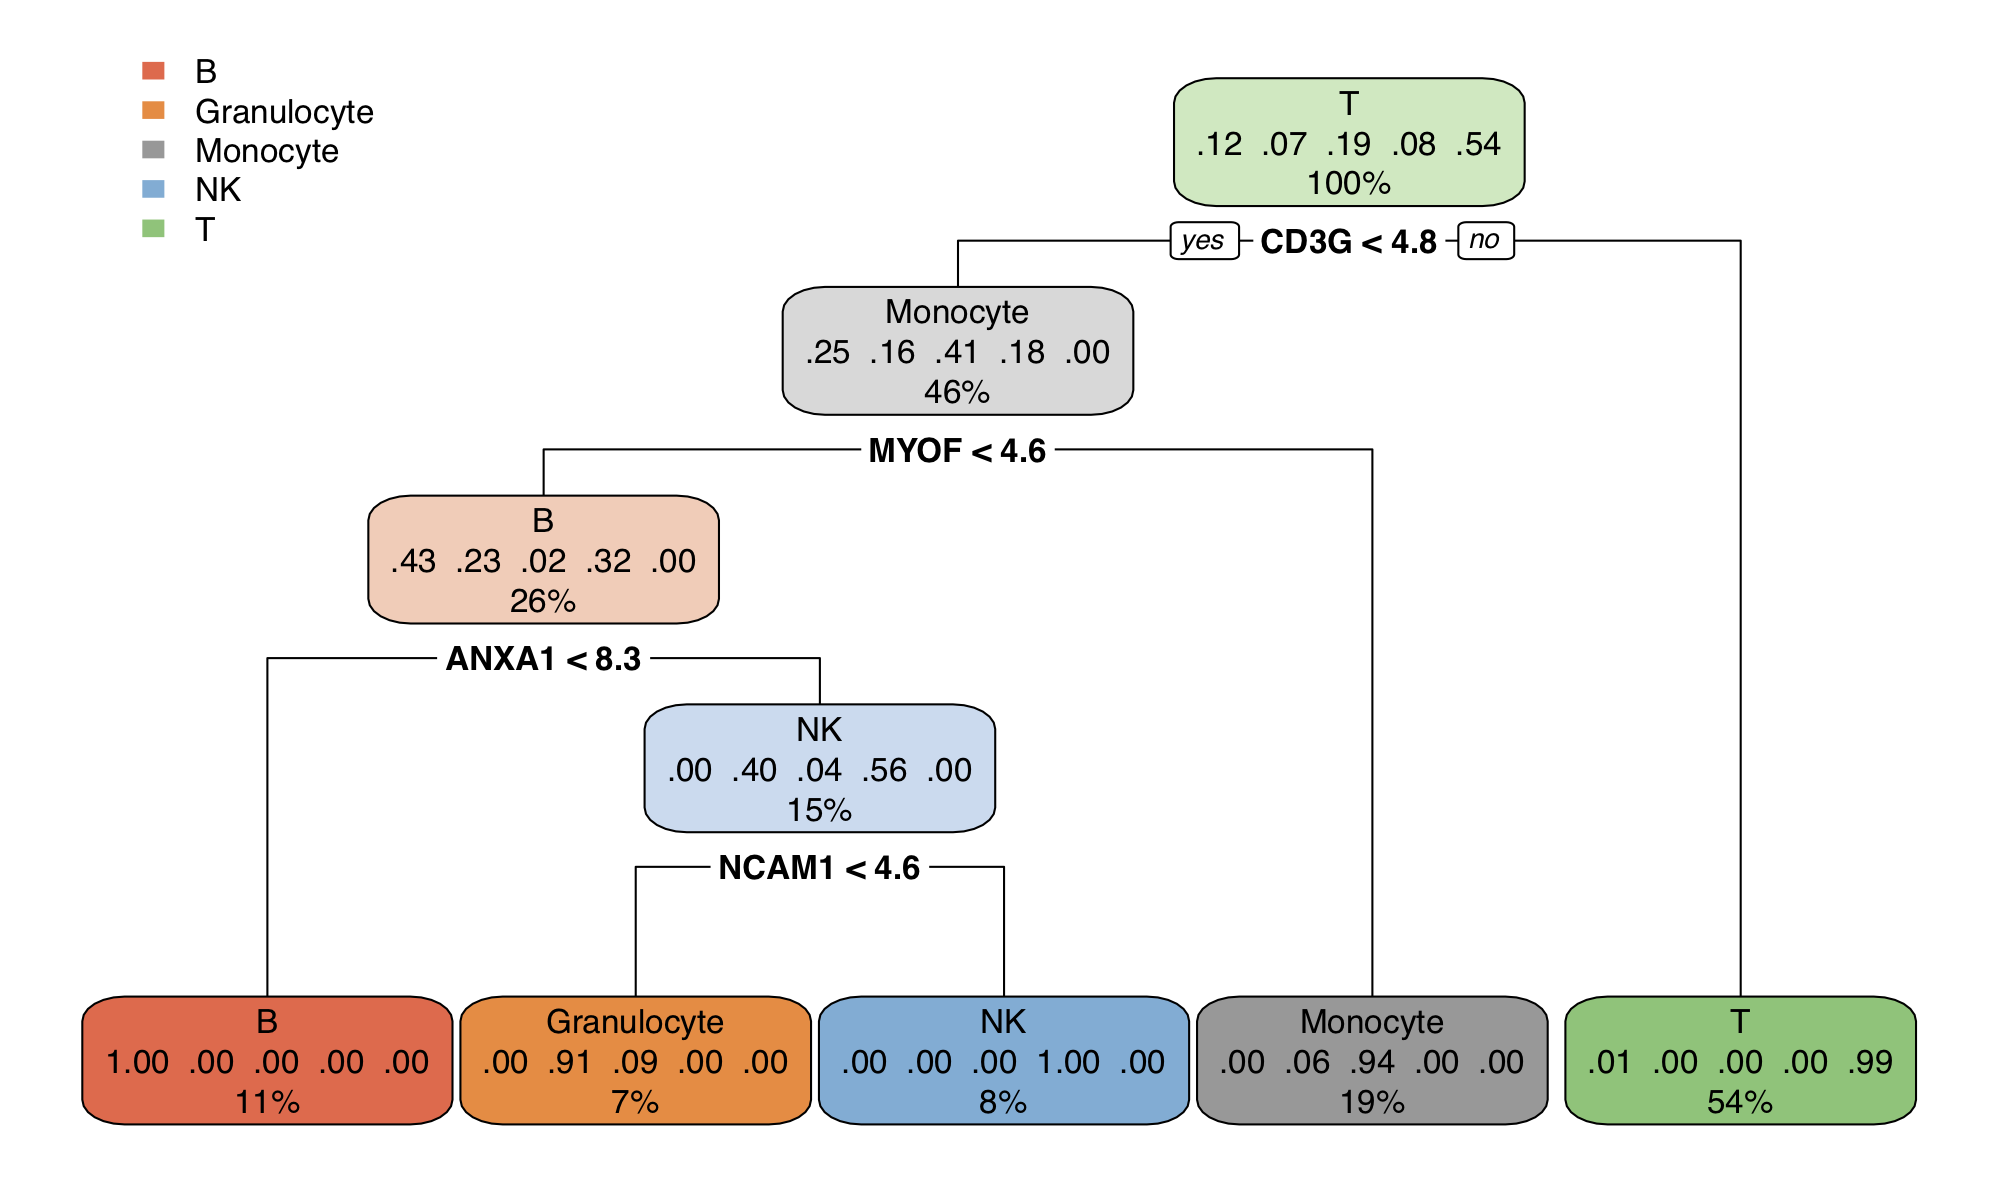 B
Granulocyte
Monocyte
NK
T
T
.12 .07 .19 .08 .54
100%
yes CD3G < 4.8 no
Monocyte
.25 .16 .41 .18 .00
46%
MYOF < 4.6
B
.43 .23 .02 .32 .00
26%
ANXA1 < 8.3
NK
.00 .40 .04 .56 .00
15%
NCAM1 < 4.6
B
1.00 .00 .00 .00 .00
11%
Granulocyte
.00 .91 .09 .00 .00
7%
NK
.00 .00 .00 1.00 .00
8%
Monocyte
.00 .06 .94 .00 .00
19%
T
.01 .00 .00 .00 .99
54%